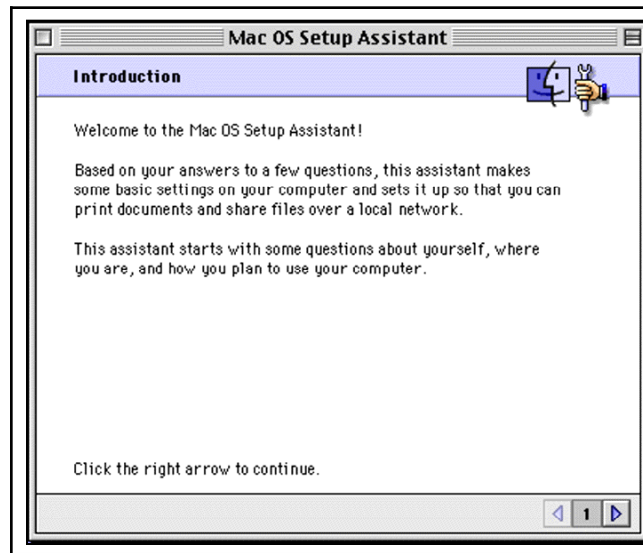 Mac OS Setup Assistant
Introduction
Welcome to the Mac OS Setup Assistant!
Based on your answers to a few questions, this assistant makes
some basic settings on your computer and sets it up so that you can
print documents and share files over a local network.
This assistant starts with some questions about yourself, where
you are, and how you plan to use your computer.
Click the right arrow to continue.
1